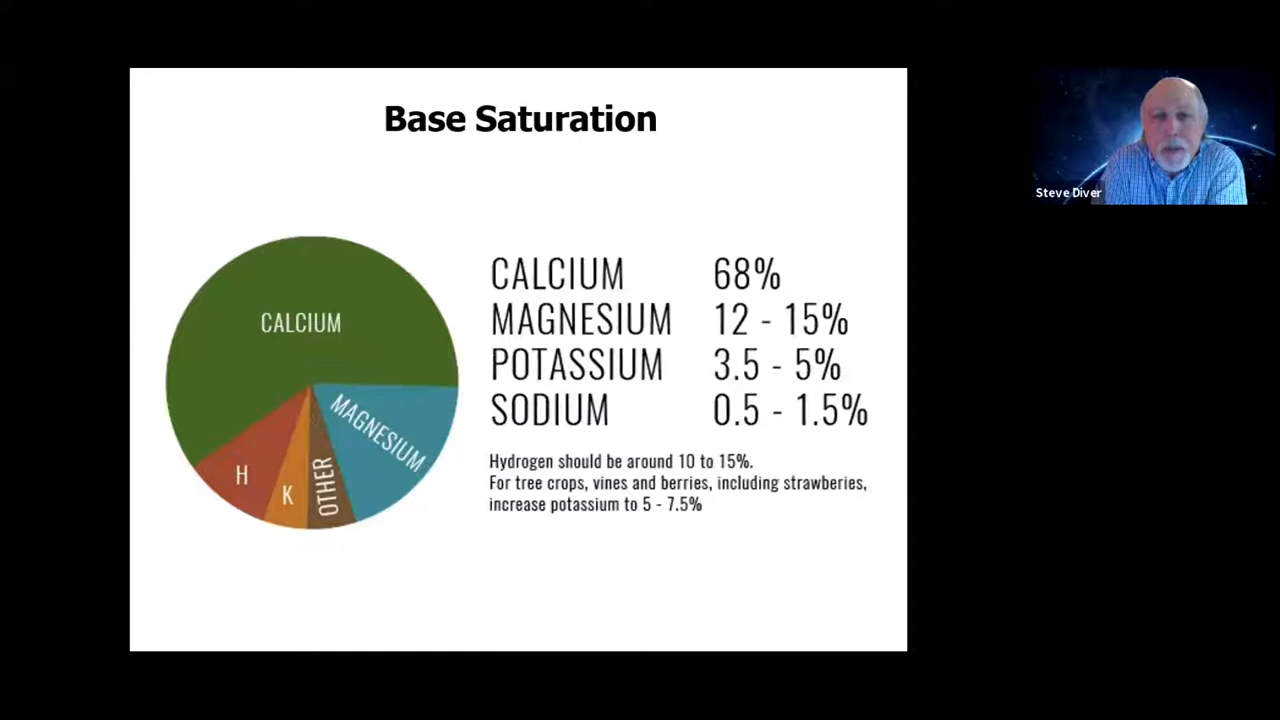 Base Saturation
CALCIUM
MAGNESIUM
H
K
OTHER
CALCIUM 68%
MAGNESIUM 12 - 15%
POTASSIUM 3.5 - 5%
SODIUM 0.5 - 1.5%
Hydrogen should be around 10 to 15%.
For tree crops, vines and berries, including strawberries,
increase potassium to 5 - 7.5%
Steve Diver